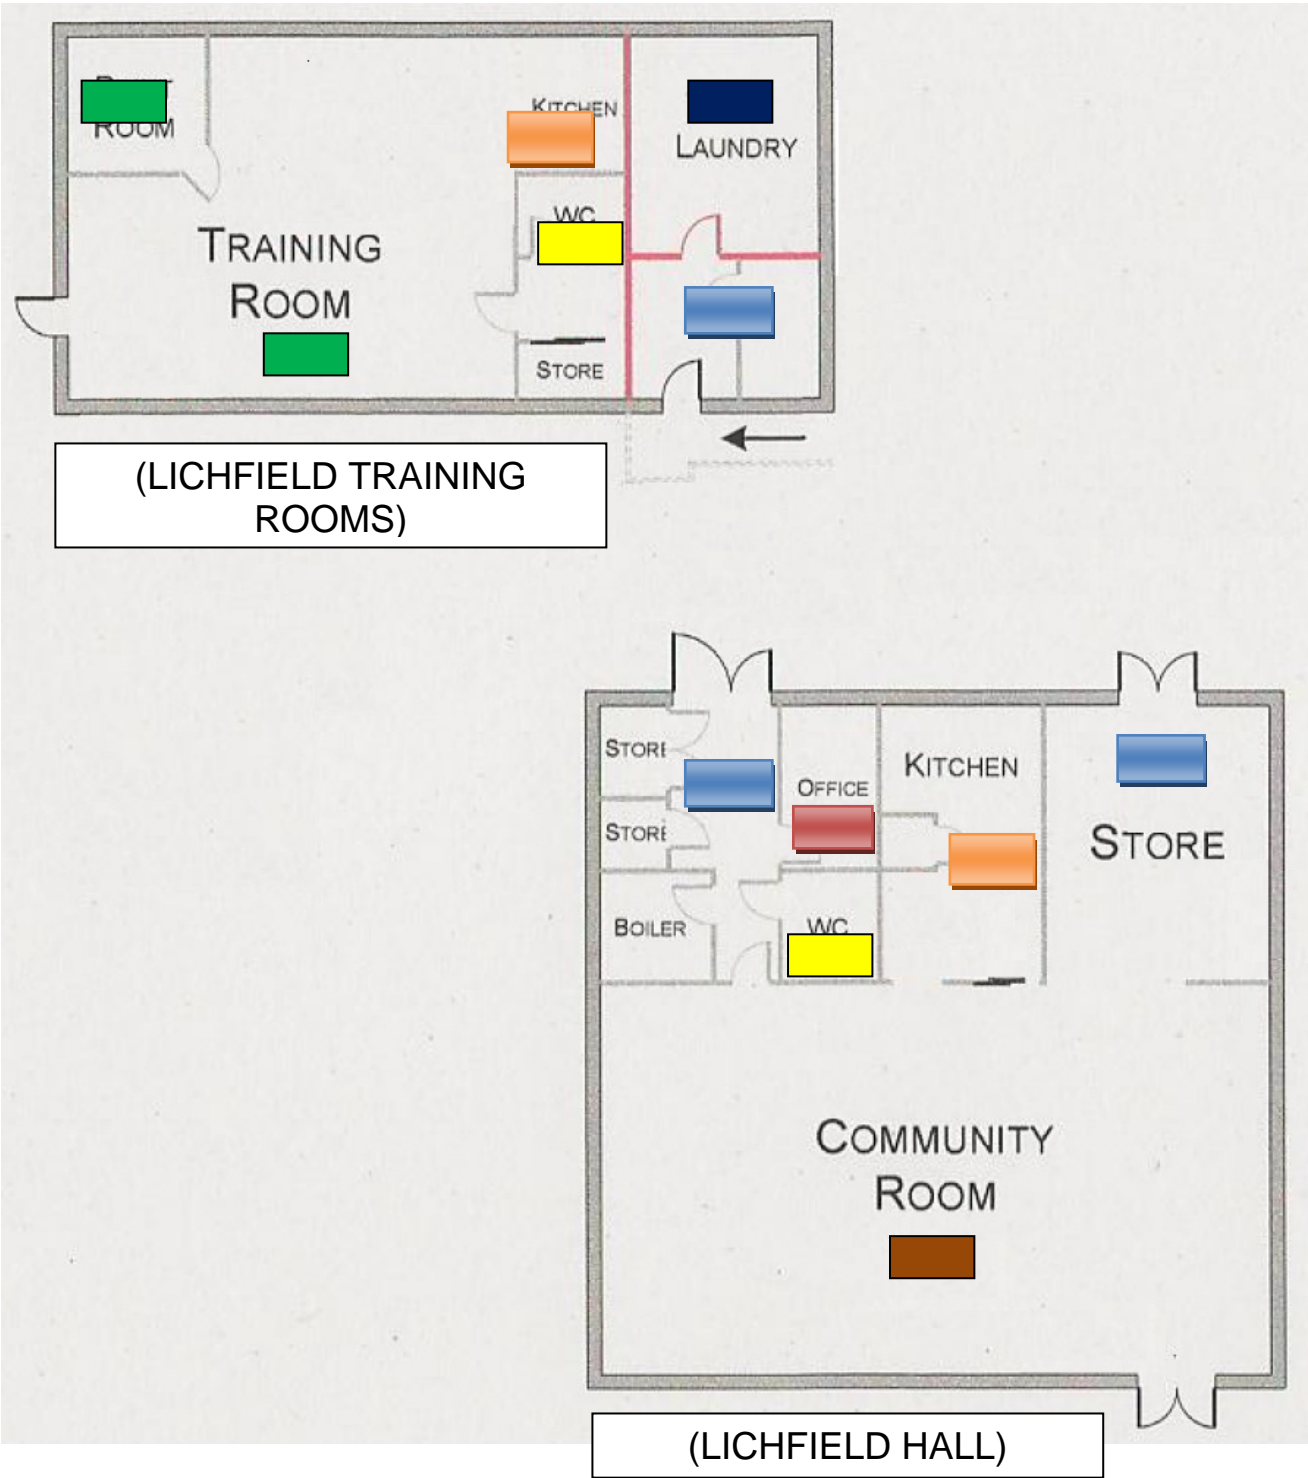 ROOM
KITCHEN
LAUNDRY
WC
TRAINING
ROOM
STORE
(LICHFIELD TRAINING
ROOMS)
STORE
OFFICE
KITCHEN
STORE
STORE
BOILER
WC
COMMUNITY
ROOM
(LICHFIELD HALL)